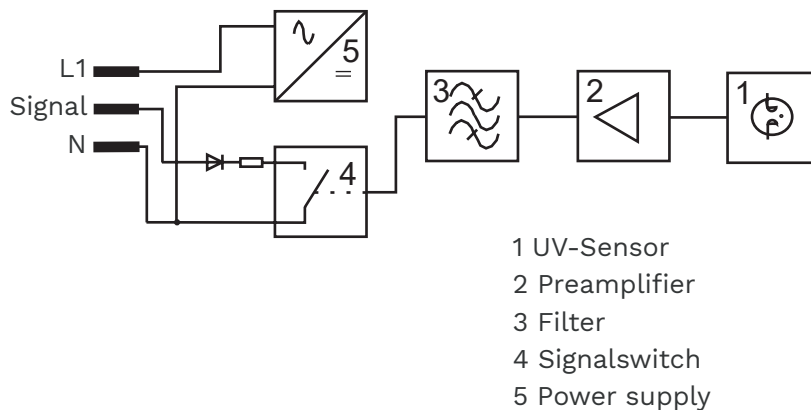 L1
Signal
N
5
=
4
3
2
1
1 UV-Sensor
2 Preamplifier
3 Filter
4 Signalswitch
5 Power supply